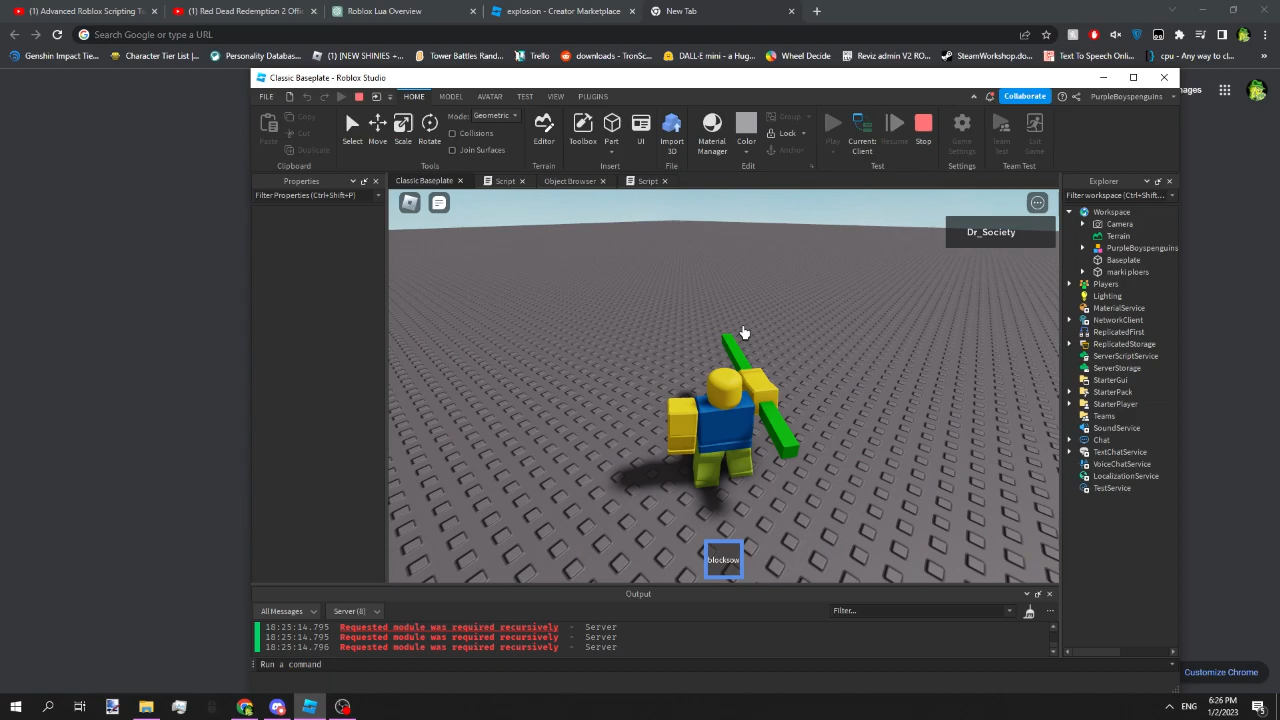 (1) Advanced Roblox Scripting T
(1) Red Dead Redemption 2 Offi
Roblox Lua Overview
explosion - Creator Marketplace
New Tab
Search Google or type a URL
Genshin Impact Tie...
Character Tier List |...
Personality Databas...
[NEW SHINIES +...
Tower Battles Rand...
Trello
downloads - TronScr...
DALL-E mini - a Hug...
Wheel Decide
Reviz admin V2 RO...
SteamWorkshop.do...
Text To Speech Onli...
cpu - Any way to cl...
Classic Baseplate - Roblox Studio
FILE
HOME
MODEL
AVATAR
TEST
VIEW
PLUGINS
Collaborate
PurpleBoyspenguins
ages
Paste
Copy
Cut
Duplicate
Clipboard
Select
Move
Scale
Rotate
Mode: Geometric
Collisions
Join Surfaces
Tools
Editor
Terrain
Toolbox
Part
UI
Insert
Import
3D
File
Material
Manager
Color
Group
Lock
Anchor
Edit
Play
Current:
Client
Resume
Stop
Test
Game
Settings
Settings
Team
Test
Exit
Game
Team Test
Properties
Filter Properties (Ctrl+Shift+P)
Classic Baseplate
Script
Object Browser
Script
Explorer
Filter workspace (Ctrl+Shift...
Dr_Society
Workspace
Camera
Terrain
PurpleBoyspenguins
Baseplate
marki ploers
Players
Lighting
MaterialService
NetworkClient
ReplicatedFirst
ReplicatedStorage
ServerScriptService
ServerStorage
StarterGui
StarterPack
StarterPlayer
Teams
SoundService
Chat
TextChatService
VoiceChatService
LocalizationService
TestService
blocksow
Output
All Messages
Server (8)
Filter...
18:25:14.795 Requested module was required recursively - Server
18:25:14.795 Requested module was required recursively - Server
18:25:14.796 Requested module was required recursively - Server
Run a command
Customize Chrome
ENG
6:26 PM
1/2/2023